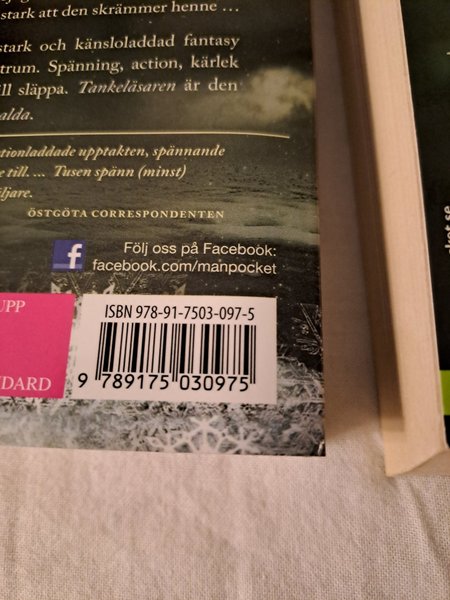 stark att den skrämmer henne ...
stark och känsloladdad fantasy
trum. Spänning, action, kärlek
ill släppa. Tankeläsaren är den
alda.
tionladdade upptakten, spännande
e till. ... Tusen spänn (minst)
ljare.
ÖSTGÖTA CORRESPONDENTEN
f
Följ oss på Facebook:
facebook.com/manpocket
UPP
DARD
ISBN 978-91-7503-097-5
9 789175 030975